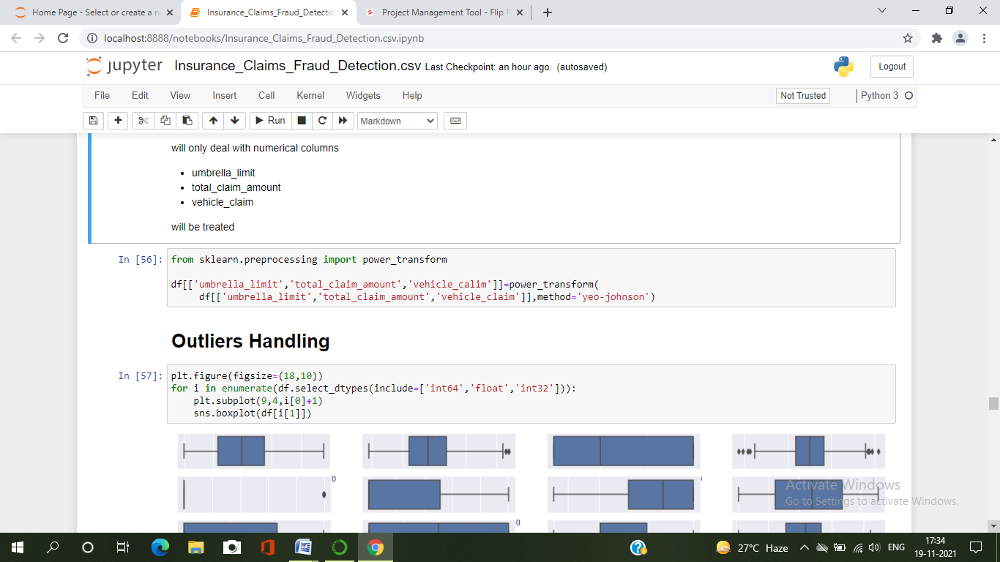 Home Page - Select or create a n
Insurance_Claims_Fraud_Detectio
Project Management Tool - Flip R
localhost:8888/notebooks/Insurance_Claims_Fraud_Detection.csv.ipynb
jupyter Insurance_Claims_Fraud_Detection.csv Last Checkpoint: an hour ago (autosaved)
Logout
File Edit View Insert Cell Kernel Widgets Help
Not Trusted
Python 3
Run
Markdown
will only deal with numerical columns
umbrella_limit
total_claim_amount
vehicle_claim
will be treated
In [56]: from sklearn.preprocessing import power_transform
df[['umbrella_limit','total_claim_amount','vehicle_calim']]=power_transform(
df[['umbrella_limit','total_claim_amount','vehicle_claim']],method='yeo-johnson')
Outliers Handling
In [57]: plt.figure(figsize=(18,10))
for i in enumerate(df.select_dtypes(include=['int64','float','int32'])):
plt.subplot(9,4,i[0]+1)
sns.boxplot(df[i[1]])
0
0
Activate Windows
Go to Settings to activate Windows.
27°C Haze
ENG
17:34
19-11-2021